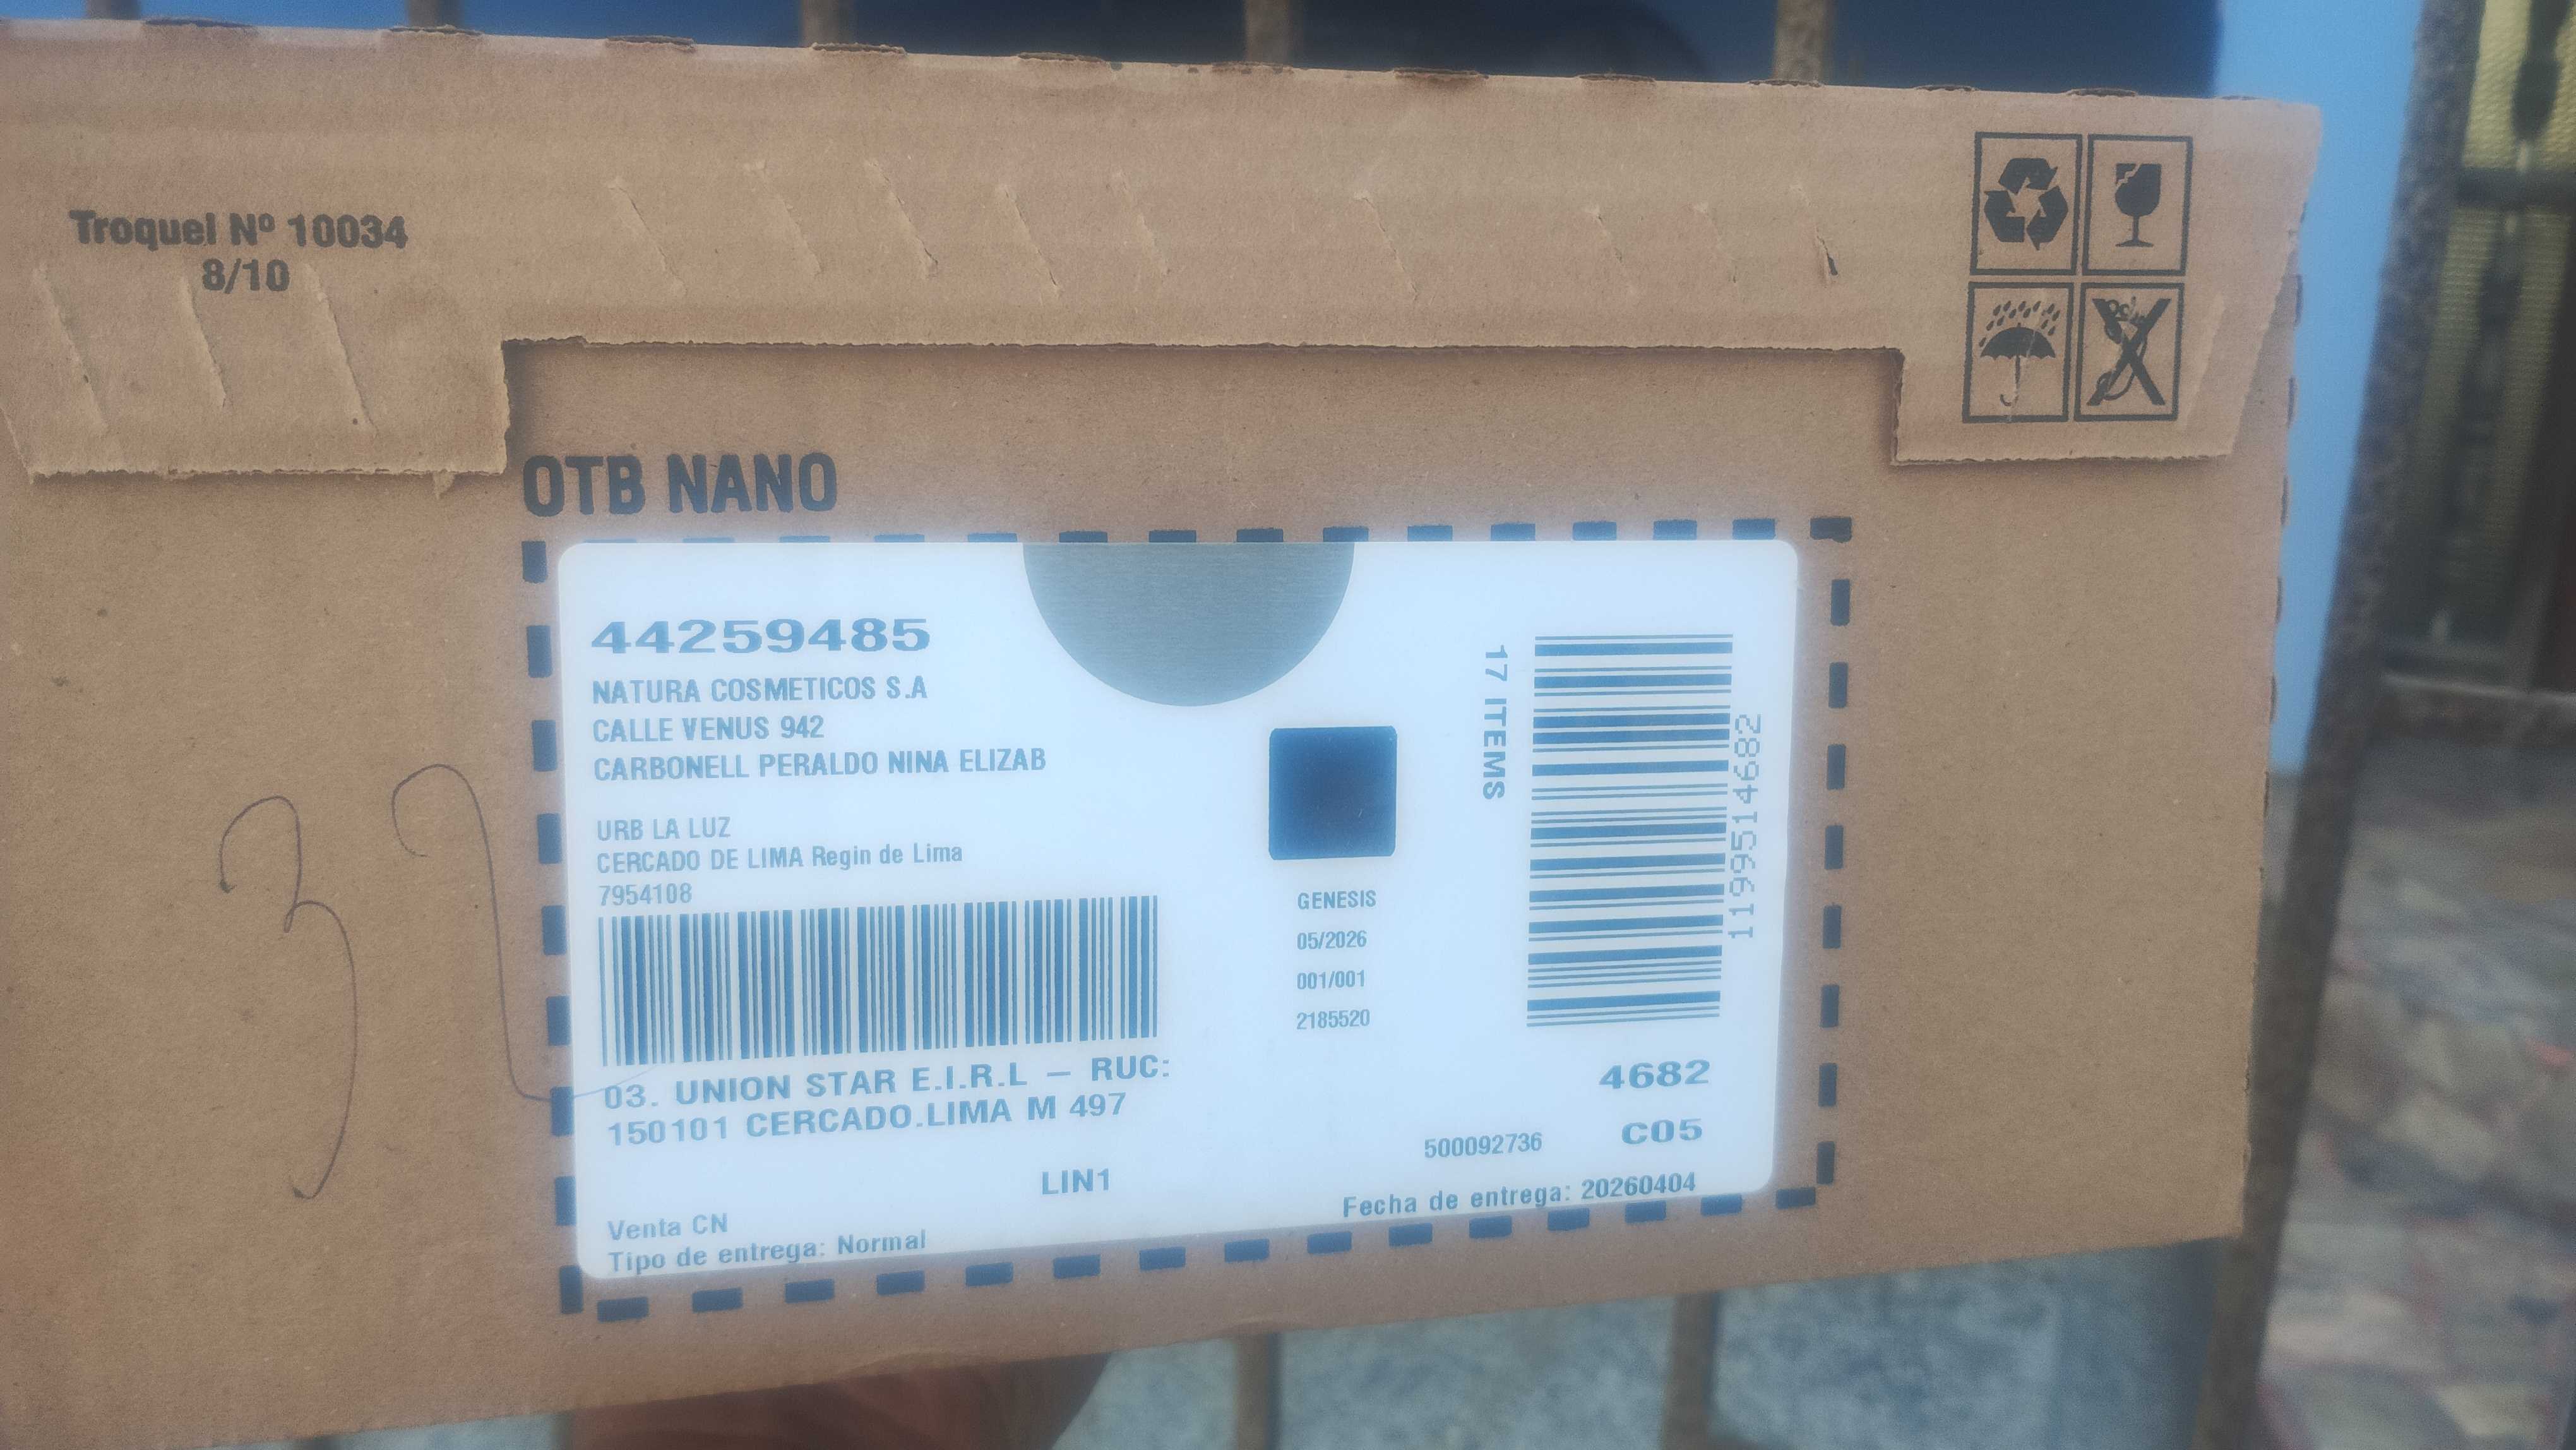 Troquel Nº 10034
8/10
OTB NANO
44259485
NATURA COSMETICOS S.A
CALLE VENUS 942
CARBONELL PERALDO NINA ELIZAB
URB LA LUZ
CERCADO DE LIMA Regin de Lima
7954108
03. UNION STAR E.I.R.L – RUC:
150101 CERCADO.LIMA M 497
LIN1
Venta CN
Tipo de entrega: Normal
GENESIS
05/2026
001/001
2185520
17 ITEMS
1199514682
4682
500092736 C05
Fecha de entrega: 20260404
32